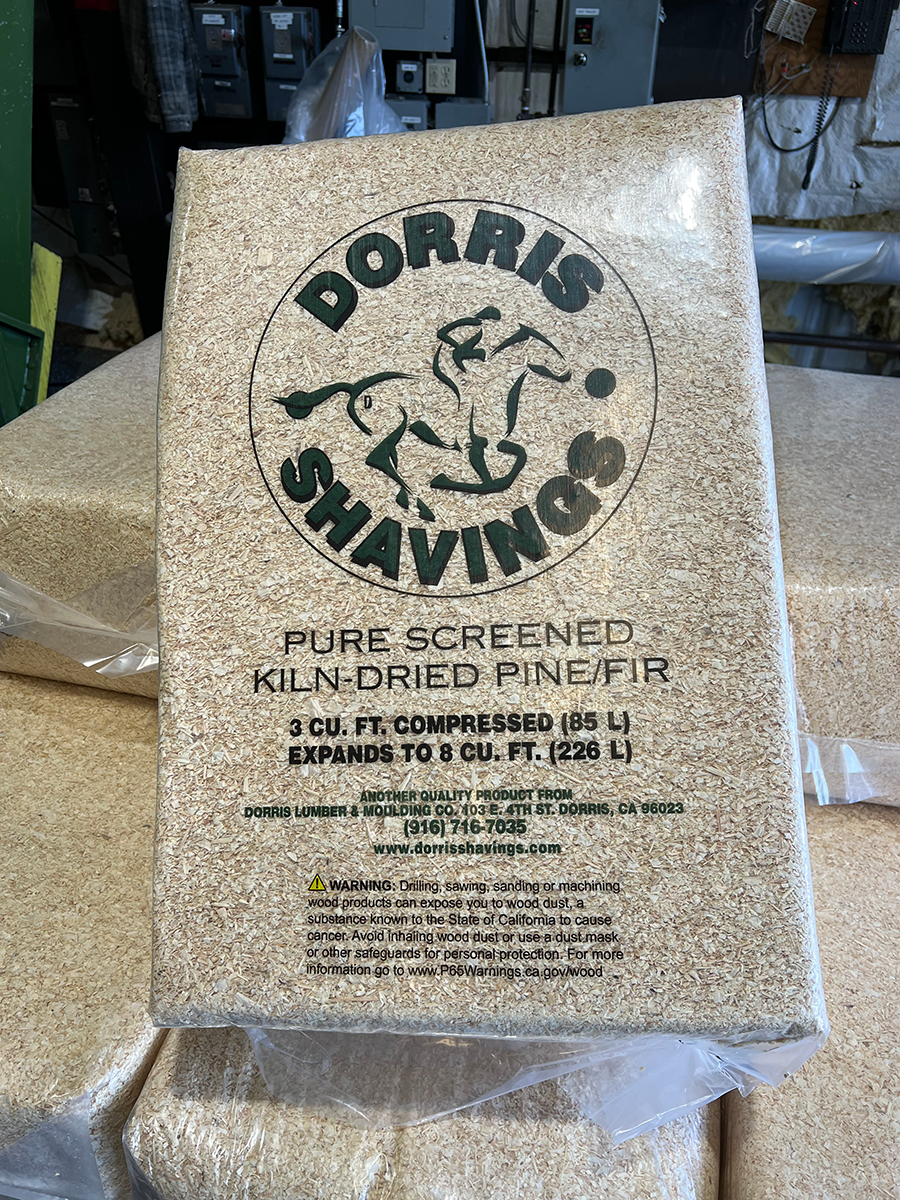 DORRIS
D
SHAVINGS
PURE SCREENED
KILN-DRIED PINE/FIR
3 CU. FT. COMPRESSED (85 L)
EXPANDS TO 8 CU. FT. (226 L)
ANOTHER QUALITY PRODUCT FROM
DORRIS LUMBER & MOULDING CO. 103 E. 4TH ST. DORRIS, CA 96023
(916) 716-7035
www.dorrisshavings.com
WARNING: Drilling, sawing, sanding or machining
wood products can expose you to wood dust, a
substance known to the State of California to cause
cancer. Avoid inhaling wood dust or use a dust mask
or other safeguards for personal protection. For more
information go to www.P65Warnings.ca.gov/wood